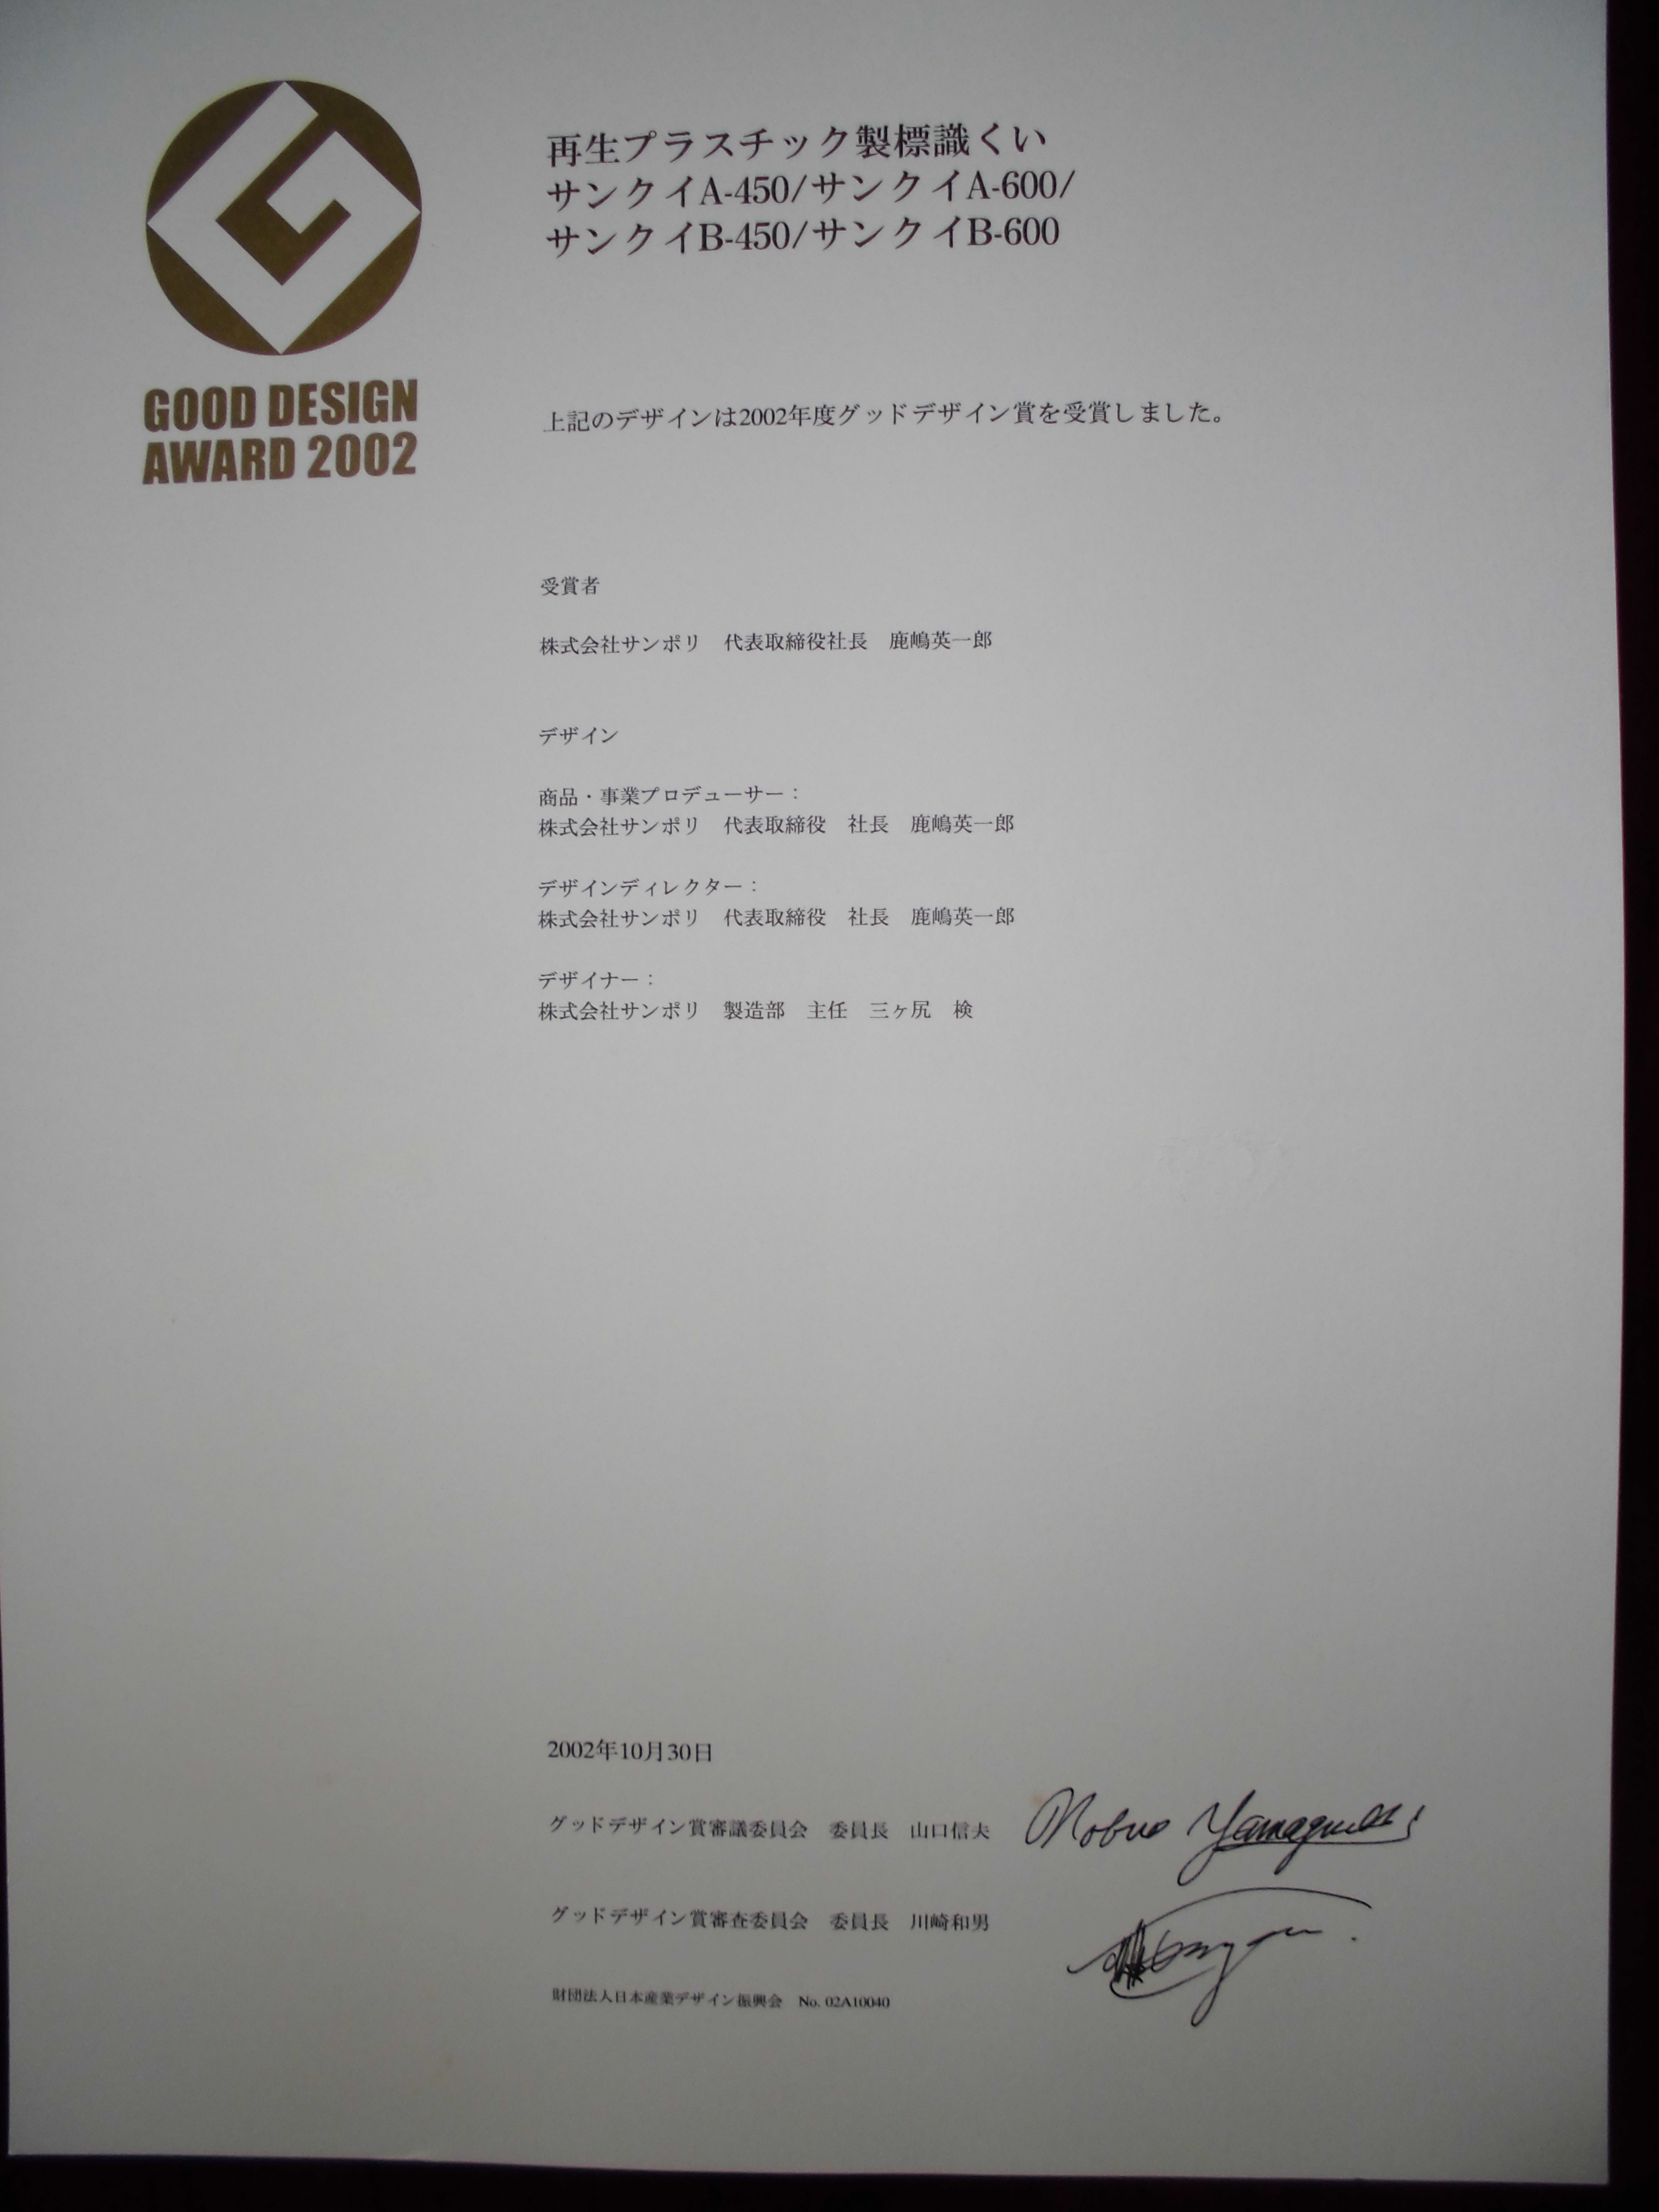 GOOD DESIGN
AWARD 2002
再生プラスチック製標識くい
サンクイA-450/サンクイA-600/
サンクイB-450/サンクイB-600
上記のデザインは2002年度グッドデザイン賞を受賞しました。
受賞者
株式会社サンポリ　代表取締役社長　鹿嶋英一郎
デザイン
商品・事業プロデューサー：
株式会社サンポリ　代表取締役　社長　鹿嶋英一郎
デザインディレクター：
株式会社サンポリ　代表取締役　社長　鹿嶋英一郎
デザイナー：
株式会社サンポリ　製造部　主任　三ヶ尻　検
2002年10月30日
グッドデザイン賞審議委員会　委員長　山口信夫
Nobuo Yamaguchi
グッドデザイン賞審査委員会　委員長　川崎和男
財団法人日本産業デザイン振興会　No. 02A10040